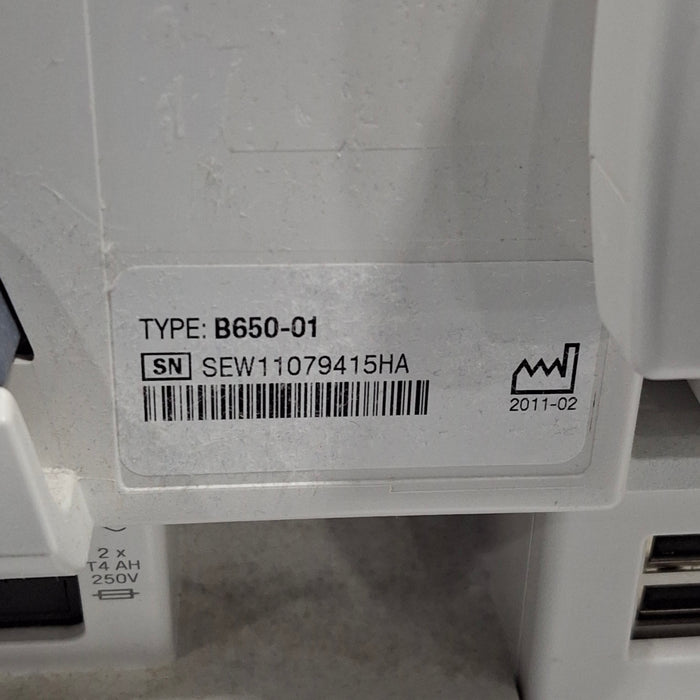 TYPE: B650-01
SN SEW11079415HA
2011-02
2 x
T4 AH
250V